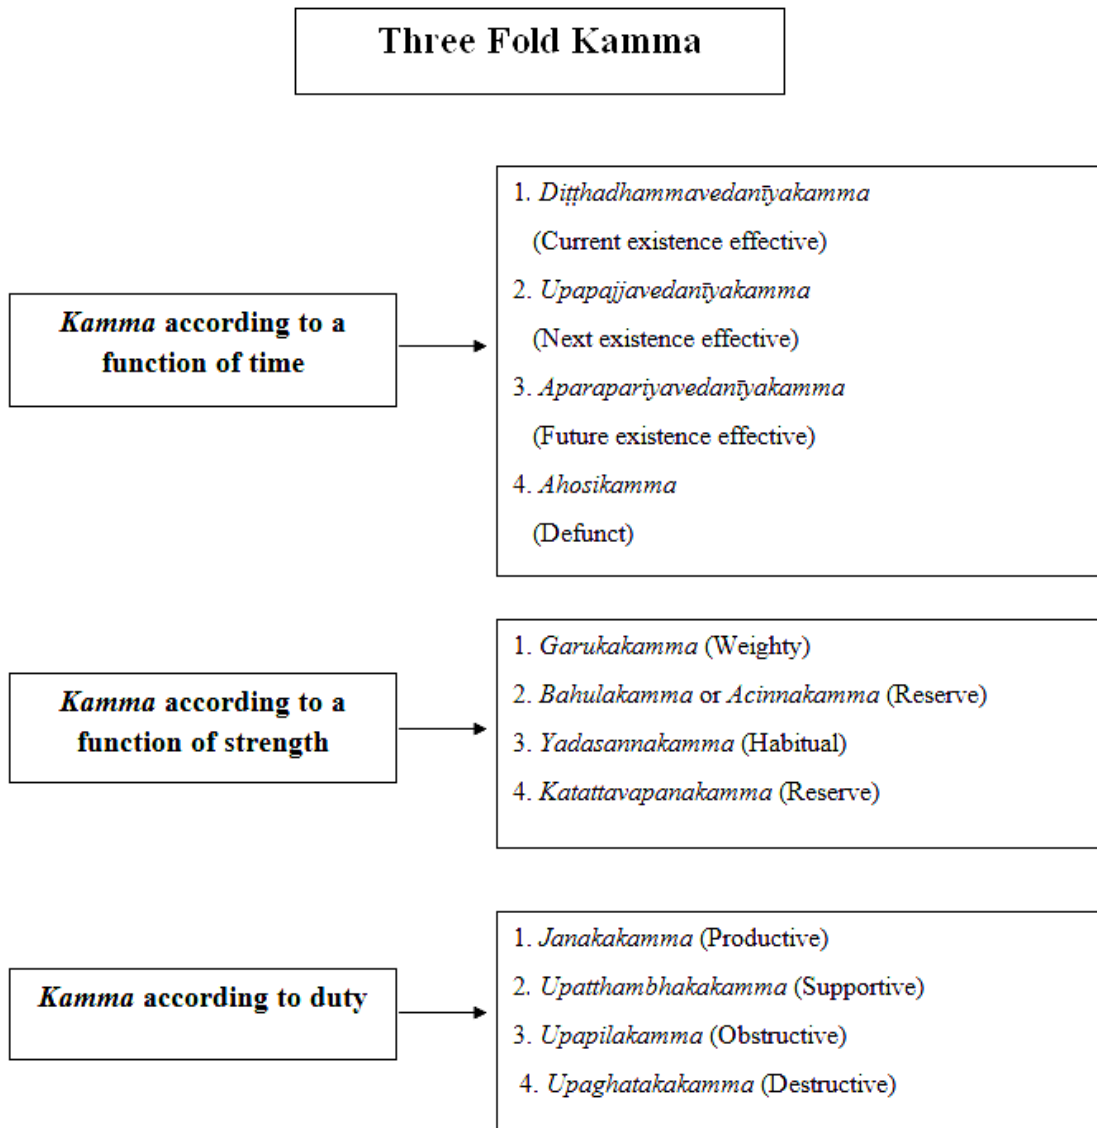 Three Fold Kamma
Kamma according to a
function of time
1. Diṭṭhadhammavedanīyakamma
(Current existence effective)
2. Upapajjavedanīyakamma
(Next existence effective)
3. Aparapariyavedanīyakamma
(Future existence effective)
4. Ahosikamma
(Defunct)
Kamma according to a
function of strength
1. Garukakamma (Weighty)
2. Bahulakamma or Acinnakamma (Reserve)
3. Yadasannakamma (Habitual)
4. Katattavapanakamma (Reserve)
Kamma according to duty
1. Janakakamma (Productive)
2. Upatthambhakakamma (Supportive)
3. Upapilakamma (Obstructive)
4. Upaghatakakamma (Destructive)